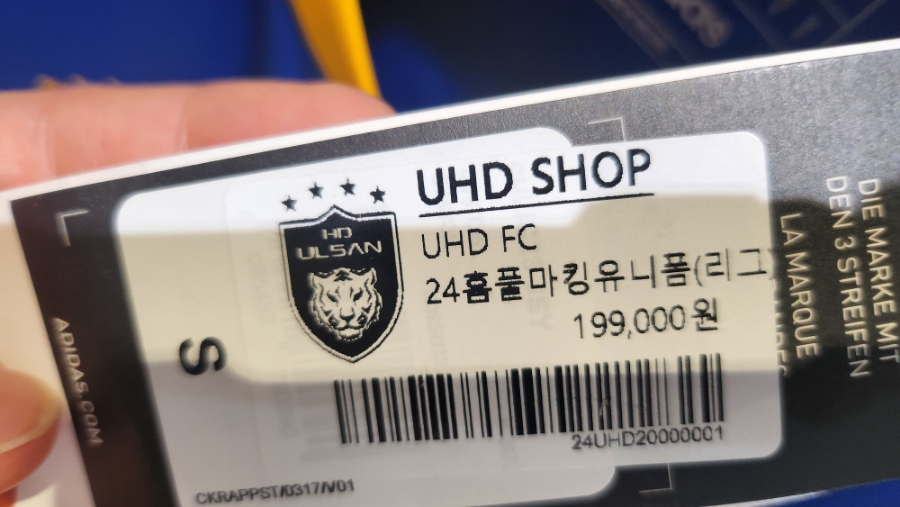 UHD SHOP
HD
ULSAN
UHD FC
24홈풀마킹유니폼(리그)
199,000원
S
24UHD20000001
CKRAPPST/0317/V01
ADIDAS.COM
DIE MARKE MIT
DEN 3 STREIFEN
LA MARQUE